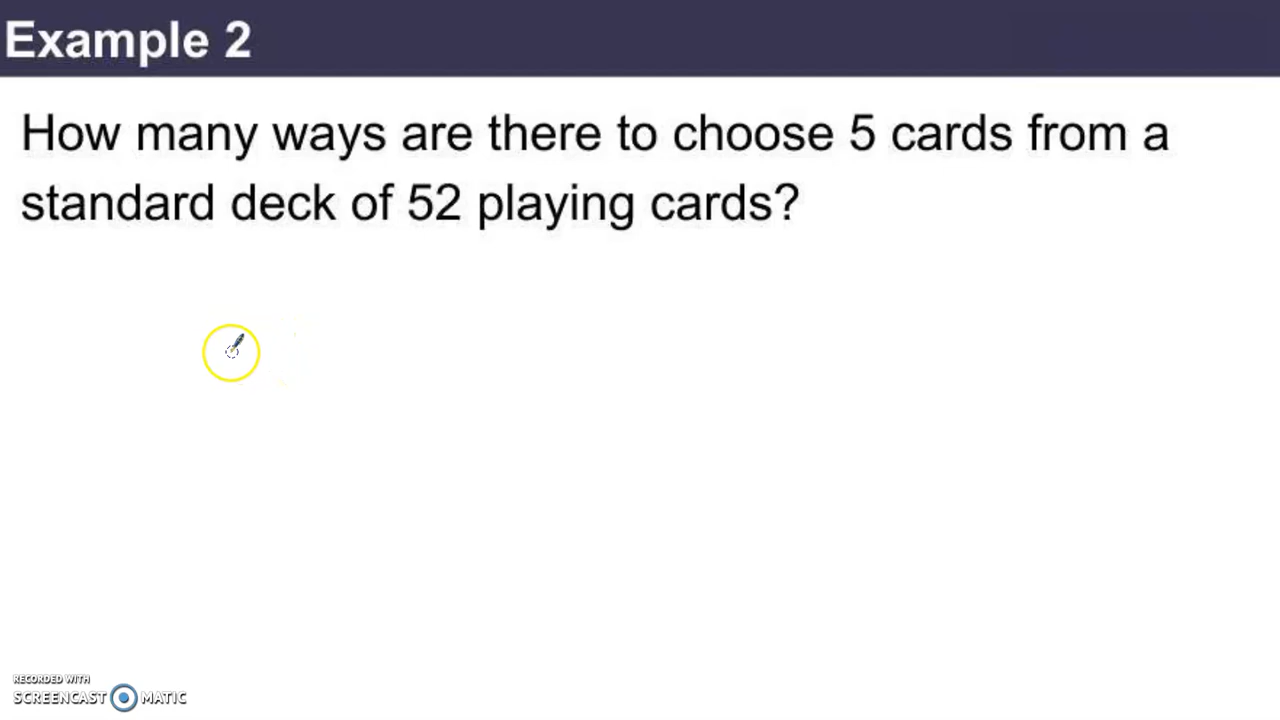 Example 2
How many ways are there to choose 5 cards from a
standard deck of 52 playing cards?
RECORDED WITH
SCREENCAST MATIC